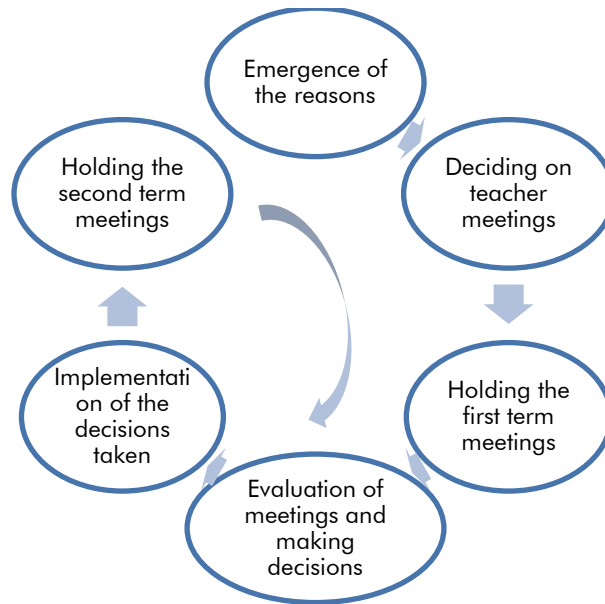 Emergence of
the reasons
Deciding on
teacher
meetings
Holding the
first term
meetings
Evaluation of
meetings and
making
decisions
Implementati
on of the
decisions
taken
Holding the
second term
meetings